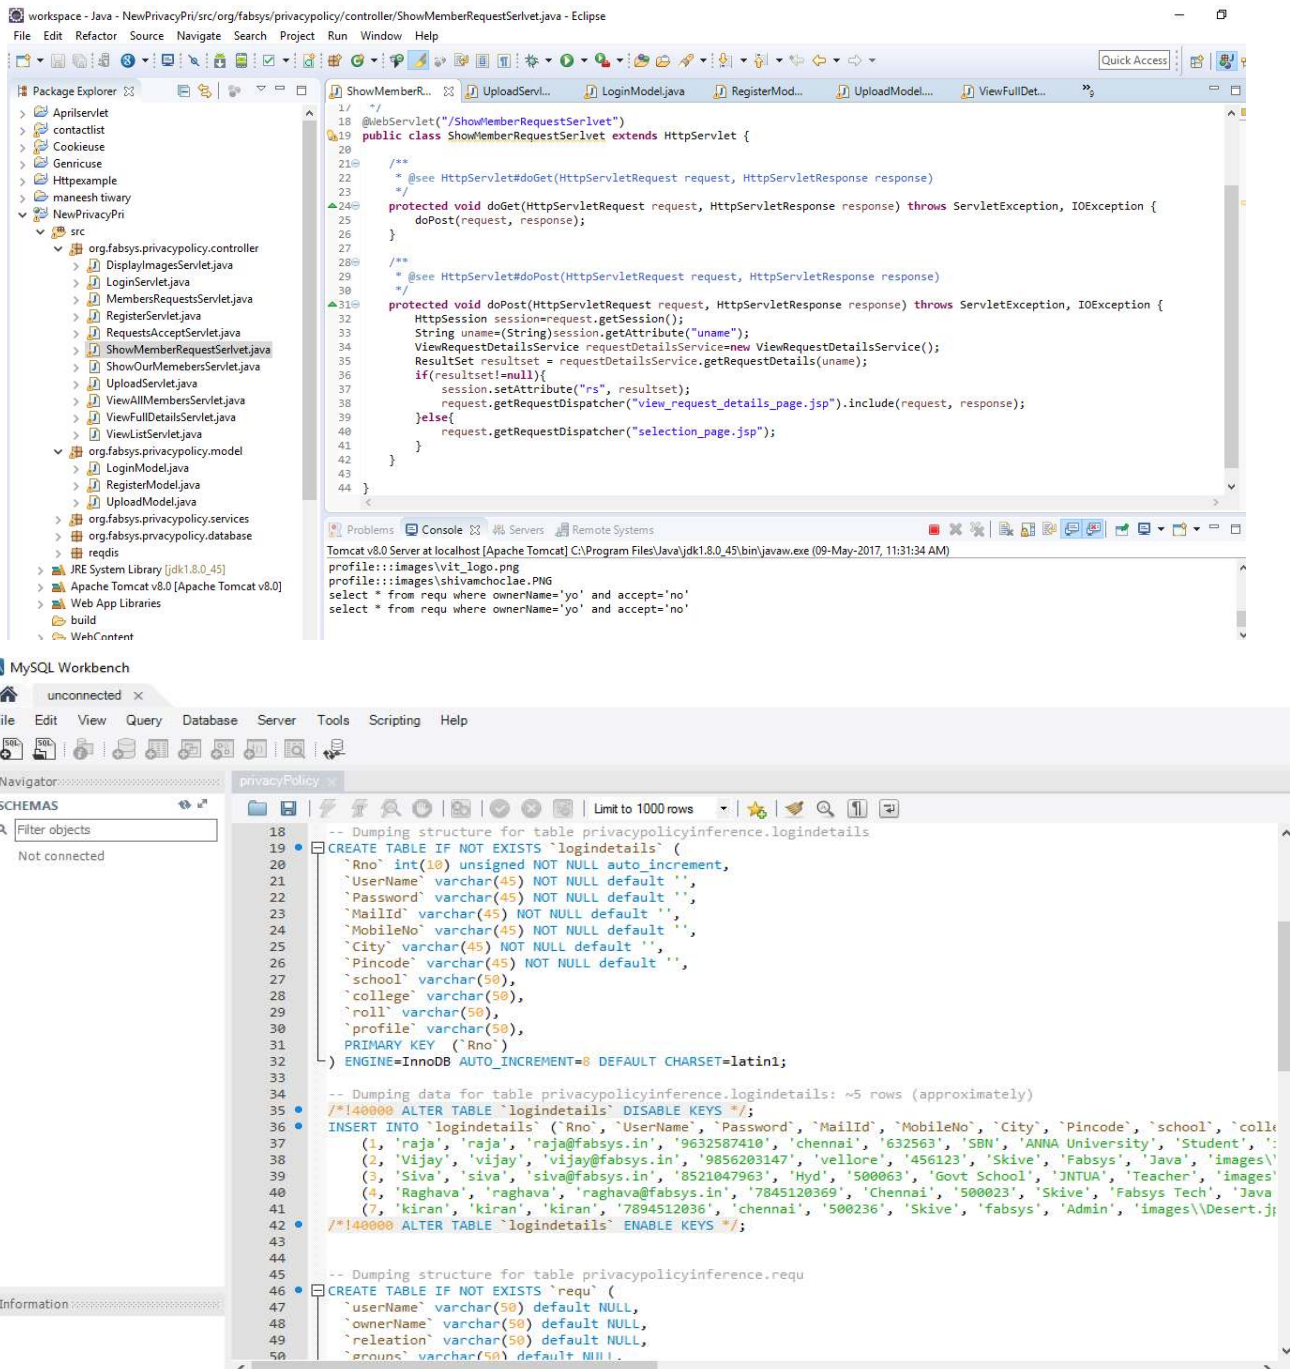 workspace - Java - NewPrivacyPri/src/org/fabsys/privacypolicy/controller/ShowMemberRequestSerlvet.java - Eclipse
File Edit Refactor Source Navigate Search Project Run Window Help
Quick Access
Package Explorer
ShowMemberR... UploadServl... LoginModel.java RegisterMod... UploadModel.... ViewFullDet... »9
Aprilservlet
contactlist
Cookieuse
Genricuse
Httpexample
maneesh tiwary
NewPrivacyPri
src
org.fabsys.privacypolicy.controller
DisplayImagesServlet.java
LoginServlet.java
MembersRequestsServlet.java
RegisterServlet.java
RequestsAcceptServlet.java
ShowMemberRequestSerlvet.java
ShowOurMemebersServlet.java
UploadServlet.java
ViewAllMembersServlet.java
ViewFullDetailsServlet.java
ViewListServlet.java
org.fabsys.privacypolicy.model
LoginModel.java
RegisterModel.java
UploadModel.java
org.fabsys.privacypolicy.services
org.fabsys.prvacypolicy.database
reqdis
JRE System Library [jdk1.8.0_45]
Apache Tomcat v8.0 [Apache Tomcat v8.0]
Web App Libraries
build
WebContent
17 */
18 @WebServlet("/ShowMemberRequestSerlvet")
19 public class ShowMemberRequestSerlvet extends HttpServlet {
20
21 /**
22 * @see HttpServlet#doGet(HttpServletRequest request, HttpServletResponse response)
23 */
24 protected void doGet(HttpServletRequest request, HttpServletResponse response) throws ServletException, IOException {
25 doPost(request, response);
26 }
27
28 /**
29 * @see HttpServlet#doPost(HttpServletRequest request, HttpServletResponse response)
30 */
31 protected void doPost(HttpServletRequest request, HttpServletResponse response) throws ServletException, IOException {
32 HttpSession session=request.getSession();
33 String uname=(String)session.getAttribute("uname");
34 ViewRequestDetailsService requestDetailsService=new ViewRequestDetailsService();
35 ResultSet resultset = requestDetailsService.getRequestDetails(uname);
36 if(resultset!=null){
37 session.setAttribute("rs", resultset);
38 request.getRequestDispatcher("view_request_details_page.jsp").include(request, response);
39 }else{
40 request.getRequestDispatcher("selection_page.jsp");
41 }
42 }
43
44 }
Problems Console Servers Remote Systems
Tomcat v8.0 Server at localhost [Apache Tomcat] C:\Program Files\Java\jdk1.8.0_45\bin\javaw.exe (09-May-2017, 11:31:34 AM)
profile:::images\vit_logo.png
profile:::images\shivamchoclae.PNG
select * from requ where ownerName='yo' and accept='no'
select * from requ where ownerName='yo' and accept='no'
MySQL Workbench
unconnected
ile Edit View Query Database Server Tools Scripting Help
Navigator
privacyPolicy
SCHEMAS
Filter objects
Not connected
Information
Limit to 1000 rows
18 -- Dumping structure for table privacypolicyinference.logindetails
19 CREATE TABLE IF NOT EXISTS `logindetails` (
20 `Rno` int(10) unsigned NOT NULL auto_increment,
21 `UserName` varchar(45) NOT NULL default '',
22 `Password` varchar(45) NOT NULL default '',
23 `MailId` varchar(45) NOT NULL default '',
24 `MobileNo` varchar(45) NOT NULL default '',
25 `City` varchar(45) NOT NULL default '',
26 `Pincode` varchar(45) NOT NULL default '',
27 `school` varchar(50),
28 `college` varchar(50),
29 `roll` varchar(50),
30 `profile` varchar(50),
31 PRIMARY KEY (`Rno`)
32 ) ENGINE=InnoDB AUTO_INCREMENT=8 DEFAULT CHARSET=latin1;
33
34 -- Dumping data for table privacypolicyinference.logindetails: ~5 rows (approximately)
35 /*!40000 ALTER TABLE `logindetails` DISABLE KEYS */;
36 INSERT INTO `logindetails` (`Rno`, `UserName`, `Password`, `MailId`, `MobileNo`, `City`, `Pincode`, `school`, `colle
37 (1, 'raja', 'raja', 'raja@fabsys.in', '9632587410', 'chennai', '632563', 'SBN', 'ANNA University', 'Student', '
38 (2, 'Vijay', 'vijay', 'vijay@fabsys.in', '9856203147', 'vellore', '456123', 'Skive', 'Fabsys', 'Java', 'images\
39 (3, 'Siva', 'siva', 'siva@fabsys.in', '8521047963', 'Hyd', '500063', 'Govt School', 'JNTUA', 'Teacher', 'images
40 (4, 'Raghava', 'raghava', 'raghava@fabsys.in', '7845120369', 'Chennai', '500023', 'Skive', 'Fabsys Tech', 'Java
41 (7, 'kiran', 'kiran', 'kiran', '7894512036', 'chennai', '500236', 'Skive', 'fabsys', 'Admin', 'images\\Desert.j
42 /*!40000 ALTER TABLE `logindetails` ENABLE KEYS */;
43
44
45 -- Dumping structure for table privacypolicyinference.requ
46 CREATE TABLE IF NOT EXISTS `requ` (
47 `userName` varchar(50) default NULL,
48 `ownerName` varchar(50) default NULL,
49 `releation` varchar(50) default NULL,
50 `groups` varchar(50) default NULL,